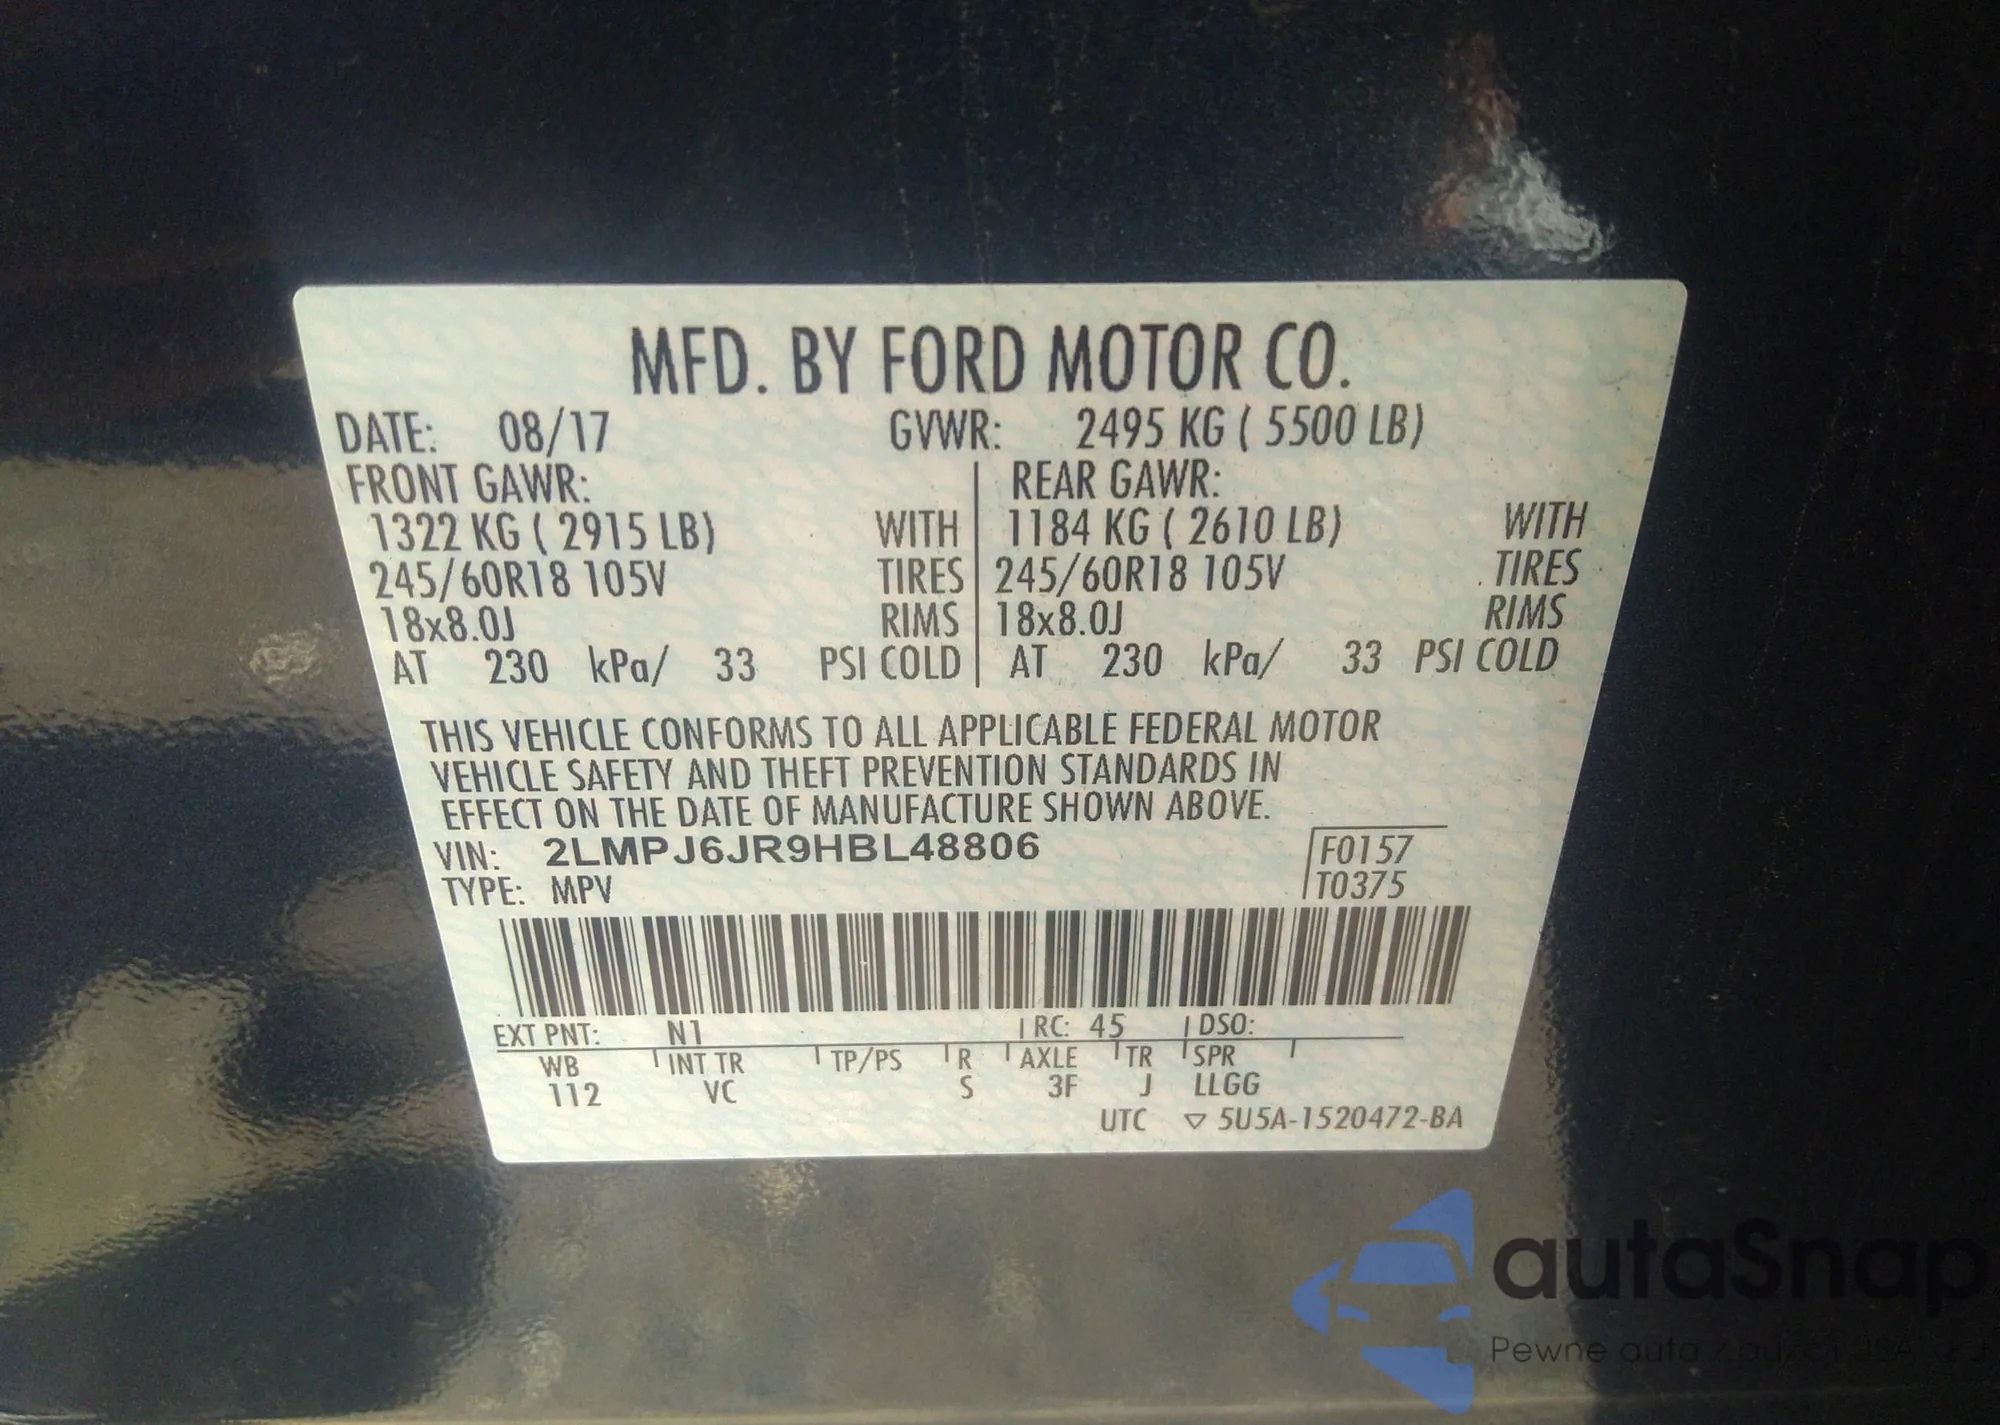 MFD. BY FORD MOTOR CO.
DATE: 08/17 GVWR: 2495 KG ( 5500 LB)
FRONT GAWR: REAR GAWR:
1322 KG ( 2915 LB) WITH 1184 KG ( 2610 LB) WITH
245/60R18 105V TIRES 245/60R18 105V TIRES
18x8.0J RIMS 18x8.0J RIMS
AT 230 kPa/ 33 PSI COLD AT 230 kPa/ 33 PSI COLD
THIS VEHICLE CONFORMS TO ALL APPLICABLE FEDERAL MOTOR
VEHICLE SAFETY AND THEFT PREVENTION STANDARDS IN
EFFECT ON THE DATE OF MANUFACTURE SHOWN ABOVE.
VIN: 2LMPJ6JR9HBL48806 F0157
TYPE: MPV T0375
EXT PNT: N1 RC: 45 DSO:
WB INT TR TP/PS R AXLE TR SPR
112 VC S 3F J LLGG
UTC ▽ 5U5A-1520472-BA
autaSnap
Pewne auta z